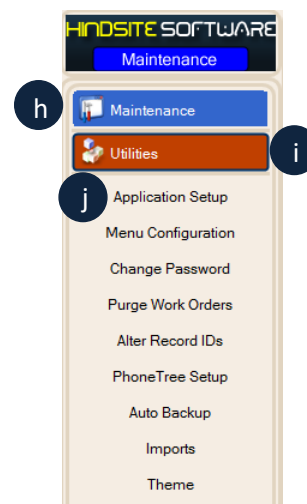 HINDSITE SOFTWARE
Maintenance
h
Maintenance
Utilities
i
j
Application Setup
Menu Configuration
Change Password
Purge Work Orders
Alter Record IDs
PhoneTree Setup
Auto Backup
Imports
Theme